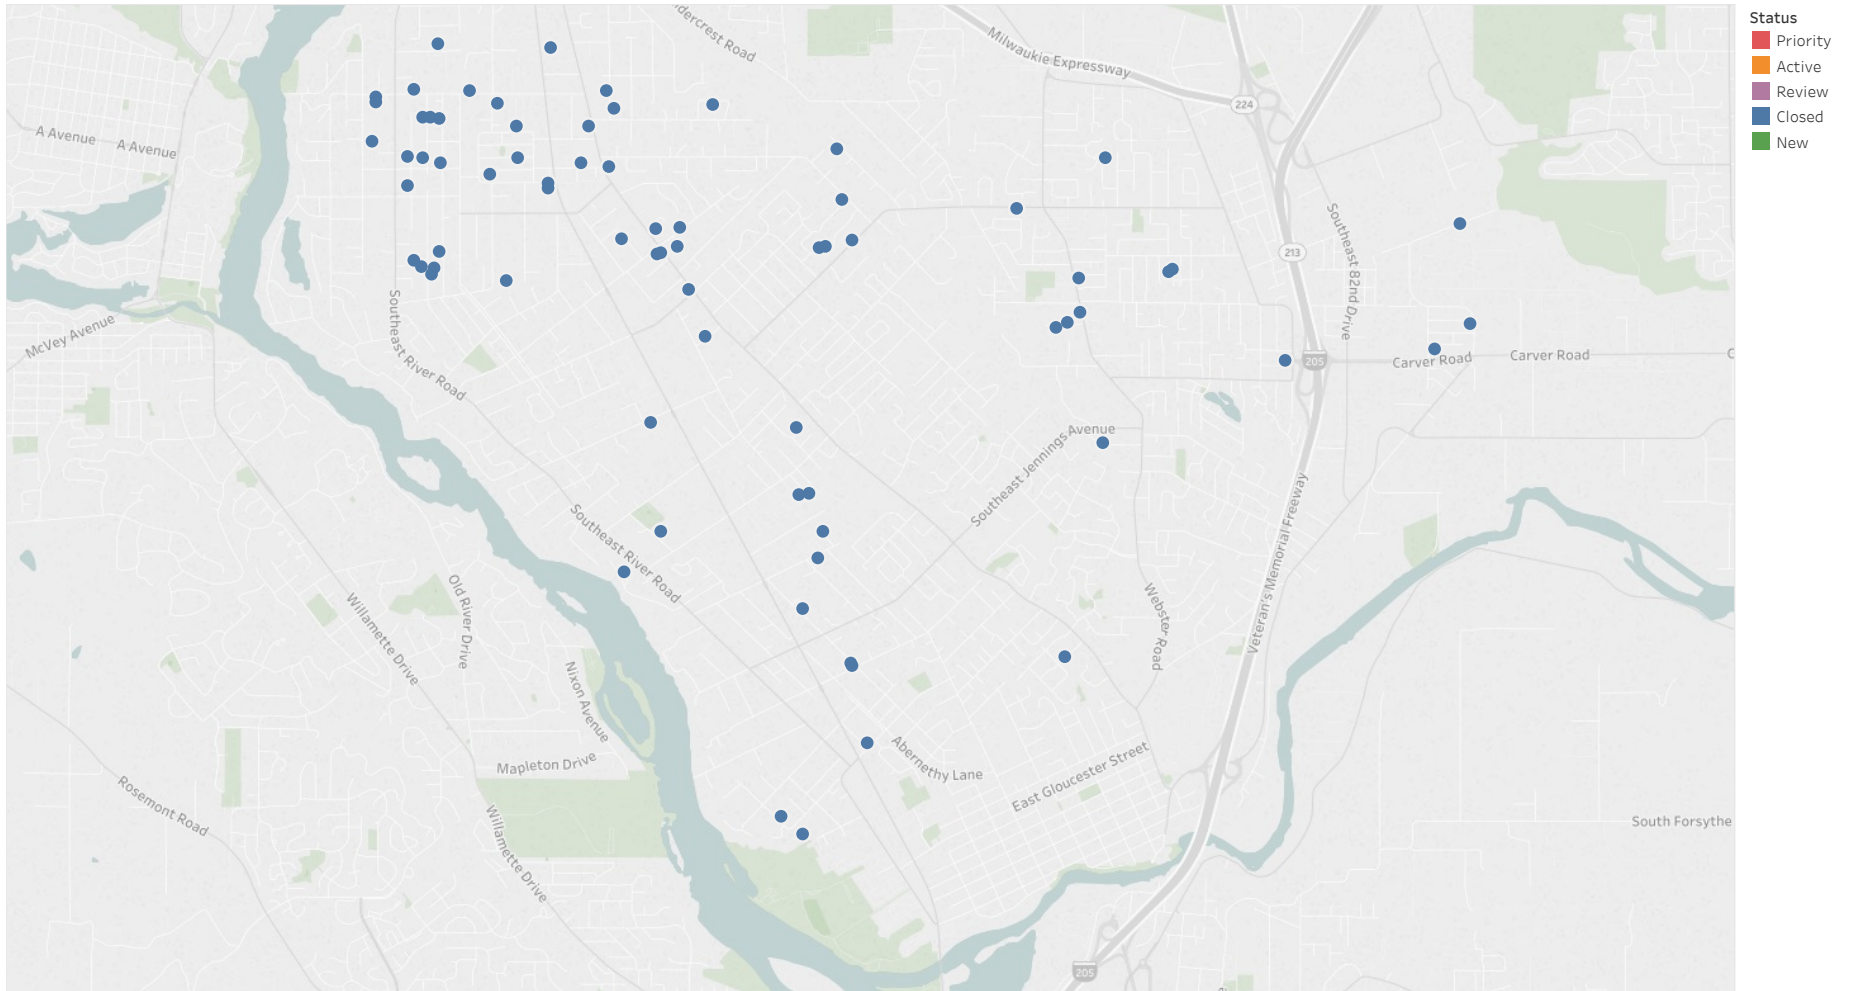 dercrest Road
Milwaukie Expressway
224
A Avenue
A Avenue
213
Southeast 82nd Drive
McVey Avenue
Southeast River Road
205
Carver Road
Carver Road
C
Southeast Jennings Avenue
Southeast River Road
Veteran's Memorial Freeway
Willamette Drive
Old River Drive
Webster Road
Nixon Avenue
Mapleton Drive
Abernethy Lane
East Gloucester Street
Rosemont Road
Willamette Drive
South Forsythe
205
Status
Priority
Active
Review
Closed
New